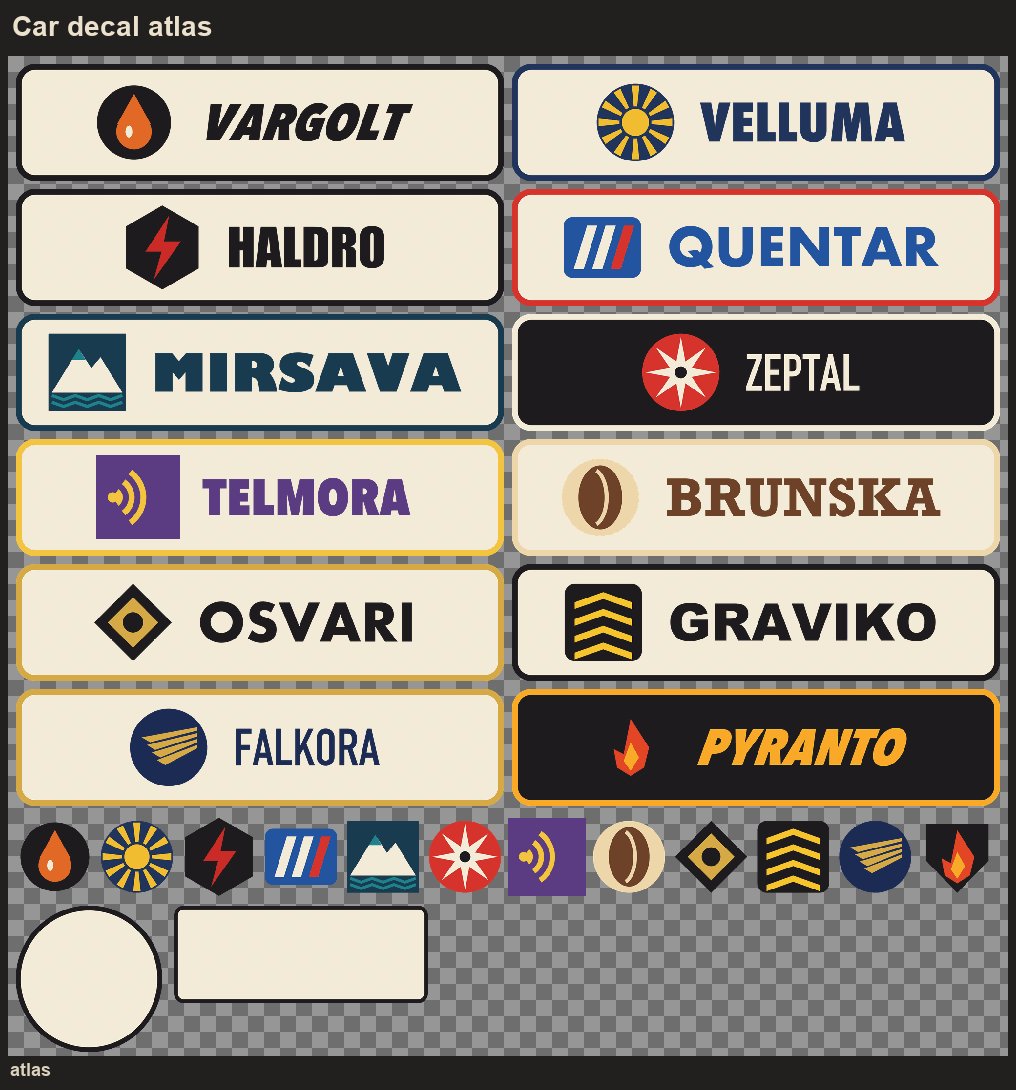 Car decal atlas
VARGOLT
VELLUMA
HALDRO
QUENTAR
MIRSAVA
ZEPTAL
TELMORA
BRUNSKA
OSVARI
GRAVIKO
FALKORA
PYRANTO
atlas